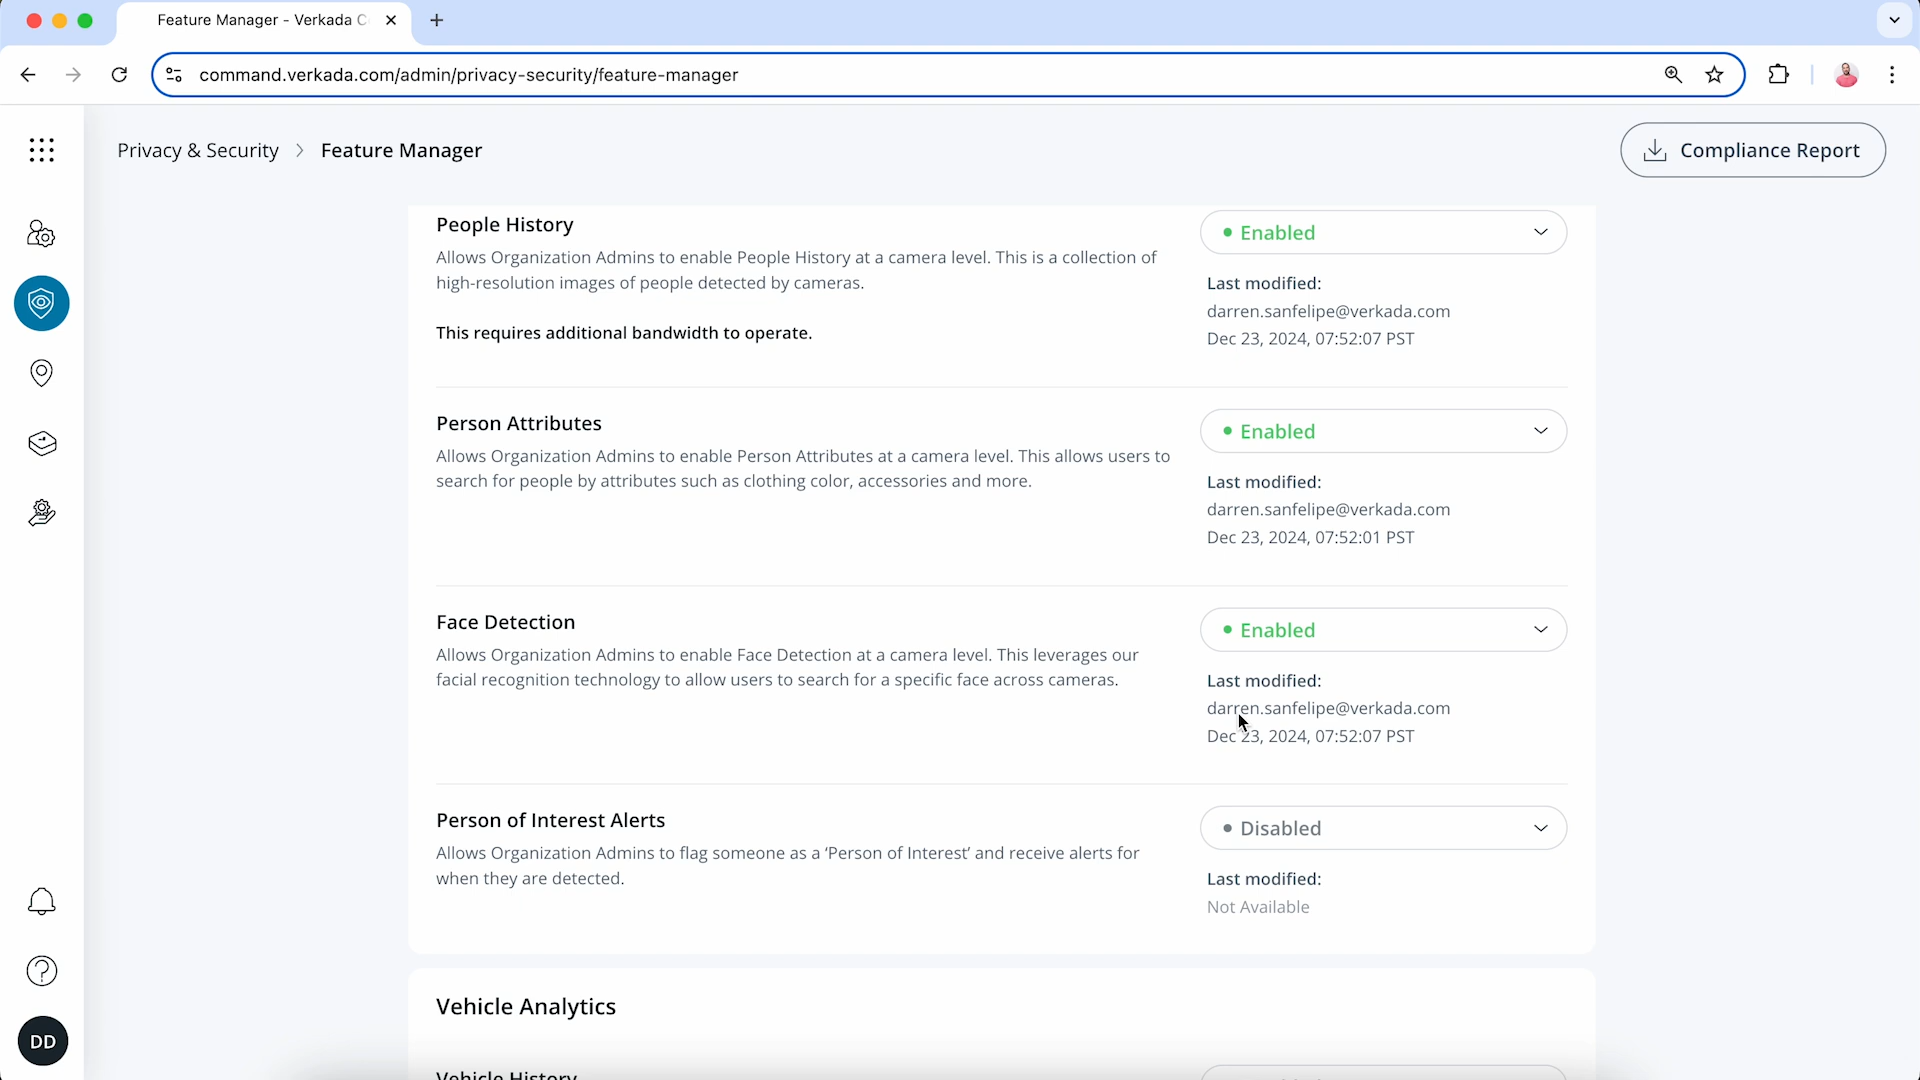 Feature Manager - Verkada C
command.verkada.com/admin/privacy-security/feature-manager
Privacy & Security > Feature Manager
Compliance Report
People History
Allows Organization Admins to enable People History at a camera level. This is a collection of
high-resolution images of people detected by cameras.
This requires additional bandwidth to operate.
Enabled
Last modified:
darren.sanfelipe@verkada.com
Dec 23, 2024, 07:52:07 PST
Person Attributes
Allows Organization Admins to enable Person Attributes at a camera level. This allows users to
search for people by attributes such as clothing color, accessories and more.
Enabled
Last modified:
darren.sanfelipe@verkada.com
Dec 23, 2024, 07:52:01 PST
Face Detection
Allows Organization Admins to enable Face Detection at a camera level. This leverages our
facial recognition technology to allow users to search for a specific face across cameras.
Enabled
Last modified:
darren.sanfelipe@verkada.com
Dec 23, 2024, 07:52:07 PST
Person of Interest Alerts
Allows Organization Admins to flag someone as a ‘Person of Interest’ and receive alerts for
when they are detected.
Disabled
Last modified:
Not Available
Vehicle Analytics
Vehicle History
DD